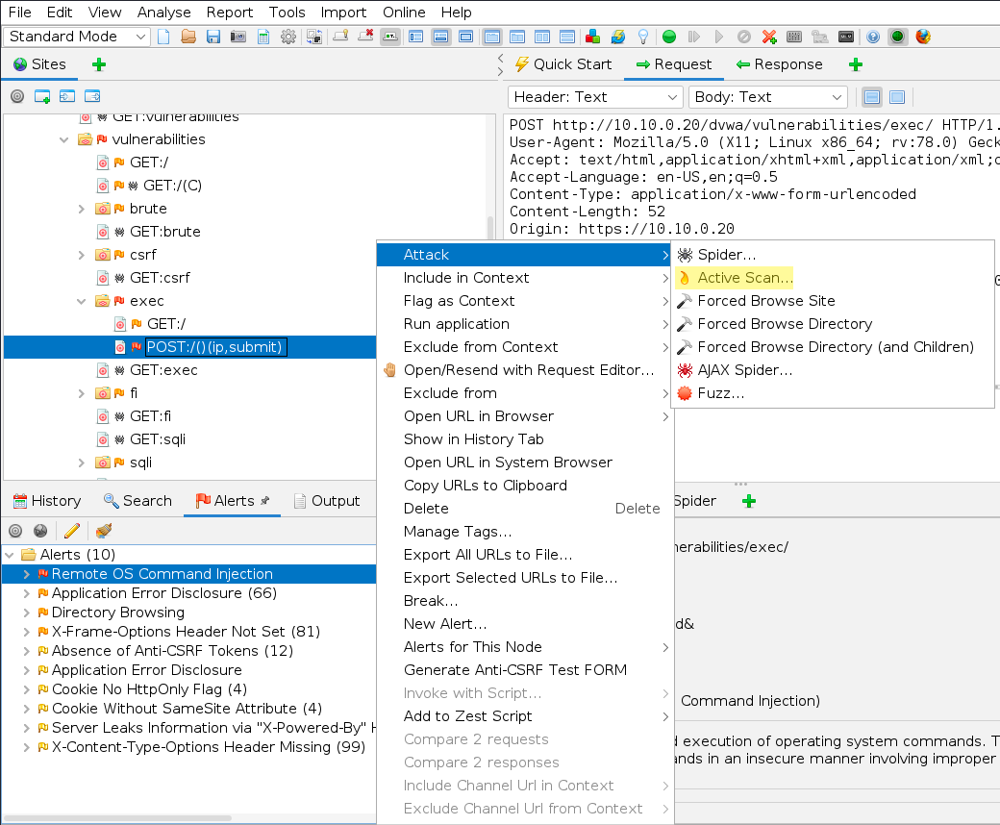 File Edit View Analyse Report Tools Import Online Help
Standard Mode
Sites
Quick Start Request Response
Header: Text Body: Text
GET:vulnerabilities
vulnerabilities
GET:/
GET:/(C)
brute
GET:brute
csrf
GET:csrf
exec
GET:/
POST:/()(ip,submit)
GET:exec
fi
GET:fi
GET:sqli
sqli
POST http://10.10.0.20/dvwa/vulnerabilities/exec/ HTTP/1.
User-Agent: Mozilla/5.0 (X11; Linux x86_64; rv:78.0) Geck
Accept: text/html,application/xhtml+xml,application/xml;
Accept-Language: en-US,en;q=0.5
Content-Type: application/x-www-form-urlencoded
Content-Length: 52
Origin: https://10.10.0.20
Attack
Include in Context
Flag as Context
Run application
Exclude from Context
Open/Resend with Request Editor...
Exclude from
Open URL in Browser
Show in History Tab
Open URL in System Browser
Copy URLs to Clipboard
Delete Delete
Manage Tags...
Export All URLs to File...
Export Selected URLs to File...
Break...
New Alert...
Alerts for This Node
Generate Anti-CSRF Test FORM
Invoke with Script...
Add to Zest Script
Compare 2 requests
Compare 2 responses
Include Channel Url in Context
Exclude Channel Url from Context
Spider...
Active Scan...
Forced Browse Site
Forced Browse Directory
Forced Browse Directory (and Children)
AJAX Spider...
Fuzz...
History Search Alerts Output
Spider
Alerts (10)
Remote OS Command Injection
Application Error Disclosure (66)
Directory Browsing
X-Frame-Options Header Not Set (81)
Absence of Anti-CSRF Tokens (12)
Application Error Disclosure
Cookie No HttpOnly Flag (4)
Cookie Without SameSite Attribute (4)
Server Leaks Information via "X-Powered-By"
X-Content-Type-Options Header Missing (99)
nerabilities/exec/
d&
Command Injection)
d execution of operating system commands. T
ands in an insecure manner involving improper